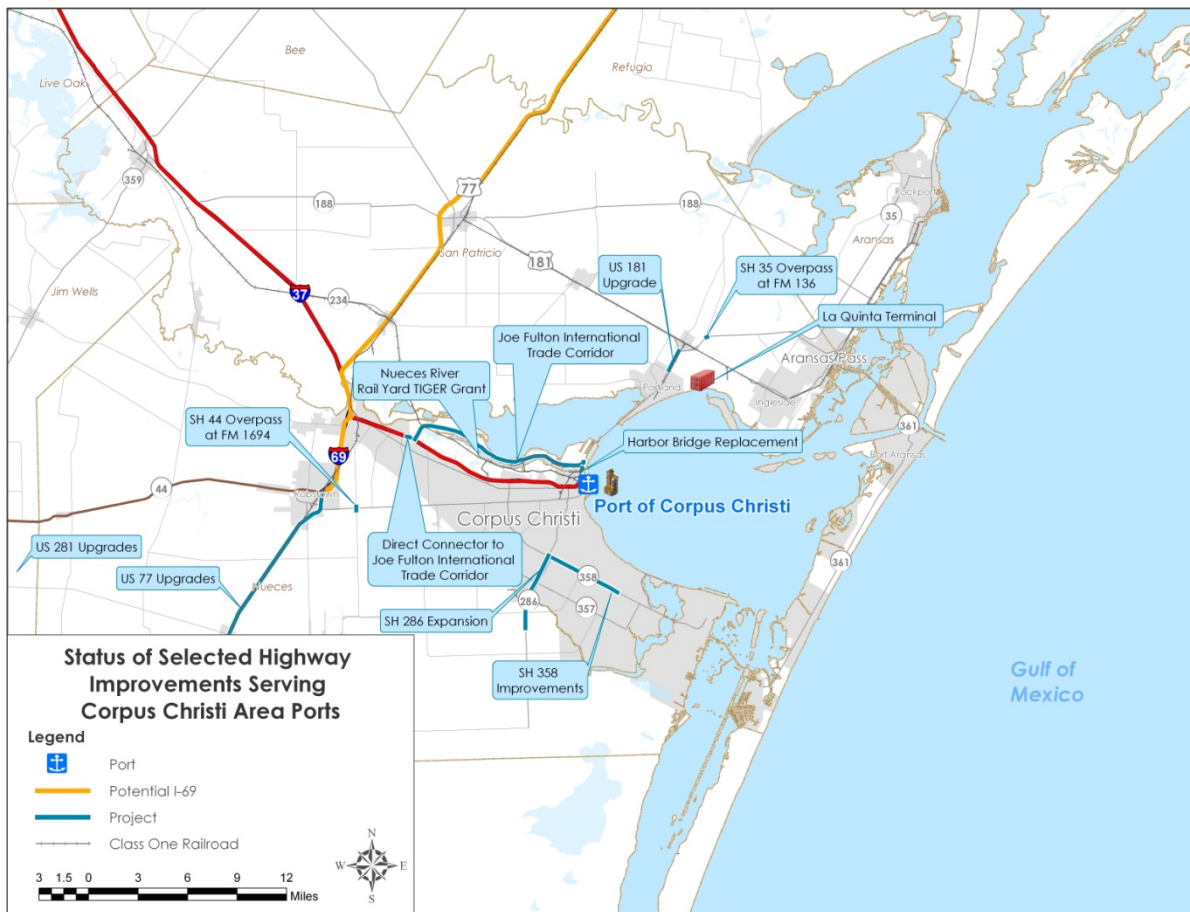 Bee
Refugio
Live Oak
359
77
188
188
Rockport
35
Aransas
San Patricio
181
US 181
Upgrade
SH 35 Overpass
at FM 136
Jim Wells
37
234
La Quinta Terminal
Joe Fulton International
Trade Corridor
Aransas Pass
Nueces River
Rail Yard TIGER Grant
Portland
Ingleside
SH 44 Overpass
at FM 1694
Harbor Bridge Replacement
361
Port Aransas
69
44
Robstown
Port of Corpus Christi
Corpus Christi
US 281 Upgrades
Direct Connector to
Joe Fulton International
Trade Corridor
361
US 77 Upgrades
Nueces
358
286
357
SH 286 Expansion
SH 358
Improvements
Gulf of
Mexico
Status of Selected Highway
Improvements Serving
Corpus Christi Area Ports
Legend
Port
Potential I-69
Project
Class One Railroad
N
W E
S
3 1.5 0 3 6 9 12
Miles